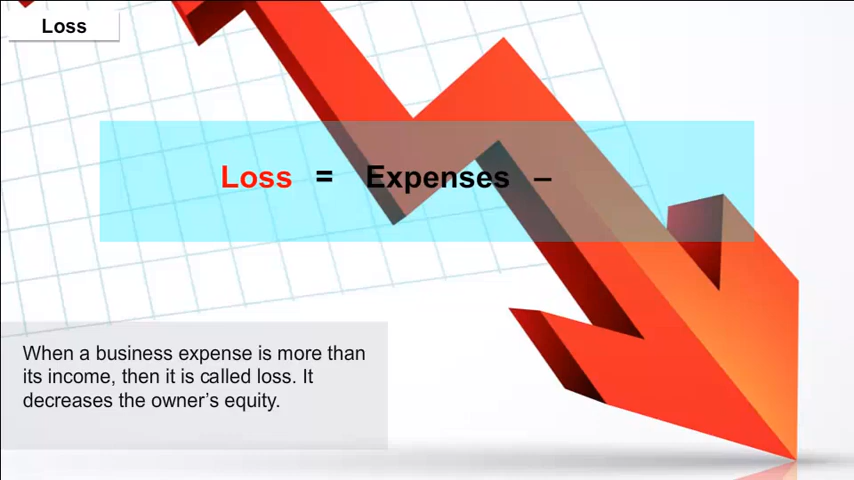 Loss
Loss = Expenses –
When a business expense is more than
its income, then it is called loss. It
decreases the owner’s equity.